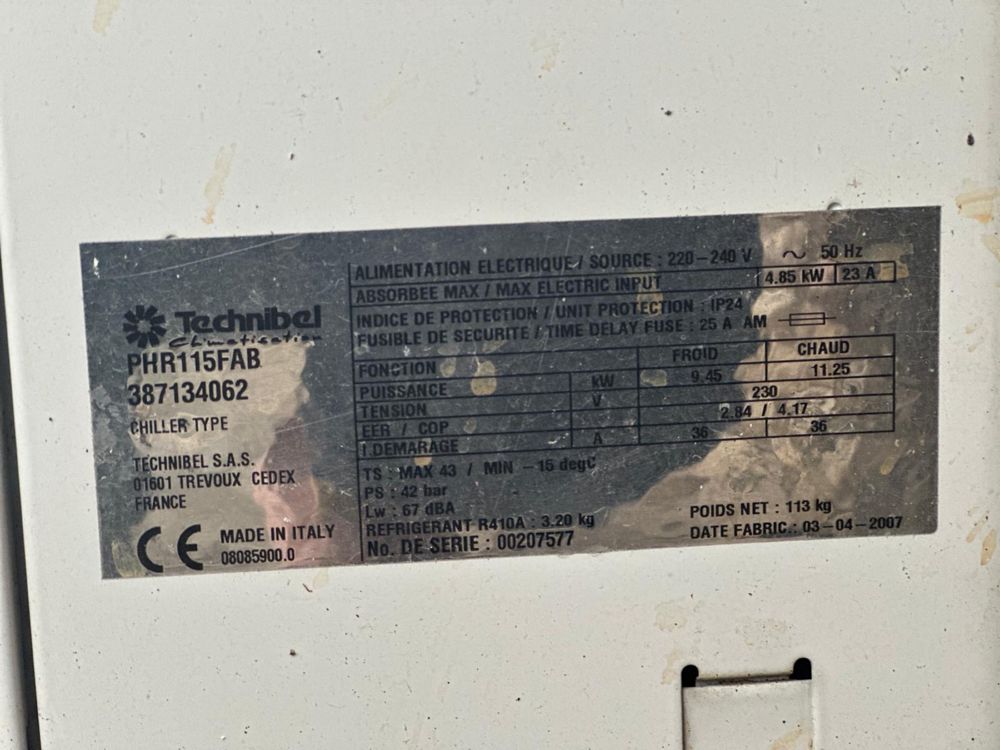 Technibel
Climatisation
PHR115FAB
387134062
CHILLER TYPE
TECHNIBEL S.A.S.
01601 TREVOUX CEDEX
FRANCE
CE MADE IN ITALY
08085900.0
ALIMENTATION ELECTRIQUE / SOURCE : 220-240 V ~ 50 Hz
ABSORBEE MAX / MAX ELECTRIC INPUT 4.85 kW 23 A
INDICE DE PROTECTION / UNIT PROTECTION : IP24
FUSIBLE DE SECURITE / TIME DELAY FUSE : 25 A AM
FONCTION FROID CHAUD
PUISSANCE kW 9.45 11.25
TENSION V 230
EER / COP 2.84 / 4.17
I.DEMARAGE A 36 36
TS : MAX 43 / MIN -15 degC
PS : 42 bar
Lw : 67 dBA
REFRIGERANT R410A : 3.20 kg
No. DE SERIE : 00207577
POIDS NET : 113 kg
DATE FABRIC.: 03-04-2007